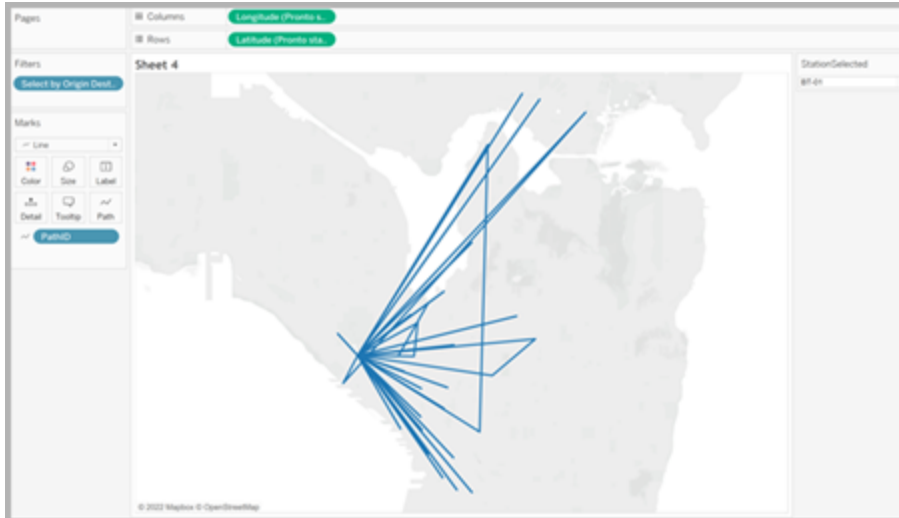 Pages
Columns
Longitude (Pronto s..
Rows
Latitude (Pronto sta..
Filters
Select by Origin Dest..
Marks
Line
Color
Size
Label
Detail
Tooltip
Path
PathID
Sheet 4
© 2022 Mapbox © OpenStreetMap
StationSelected
BT-01